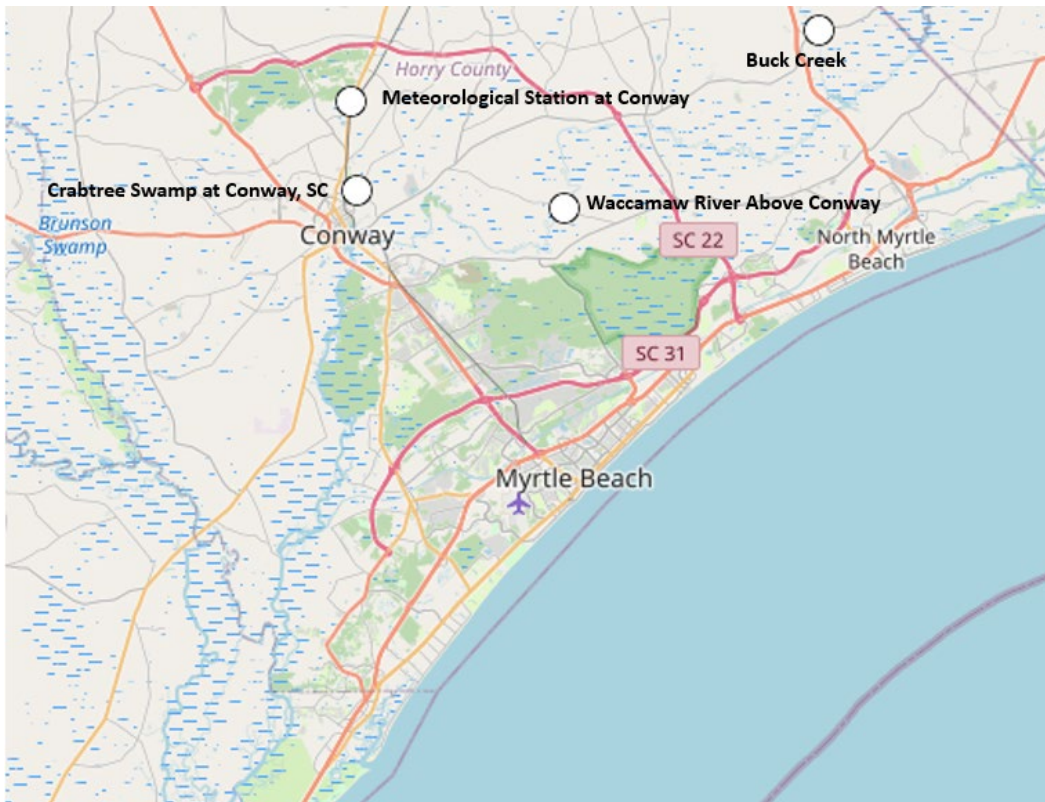 Buck Creek
Horry County
Meteorological Station at Conway
Crabtree Swamp at Conway, SC
Waccamaw River Above Conway
Brunson
Swamp
Conway
SC 22
North Myrtle
Beach
SC 31
Myrtle Beach